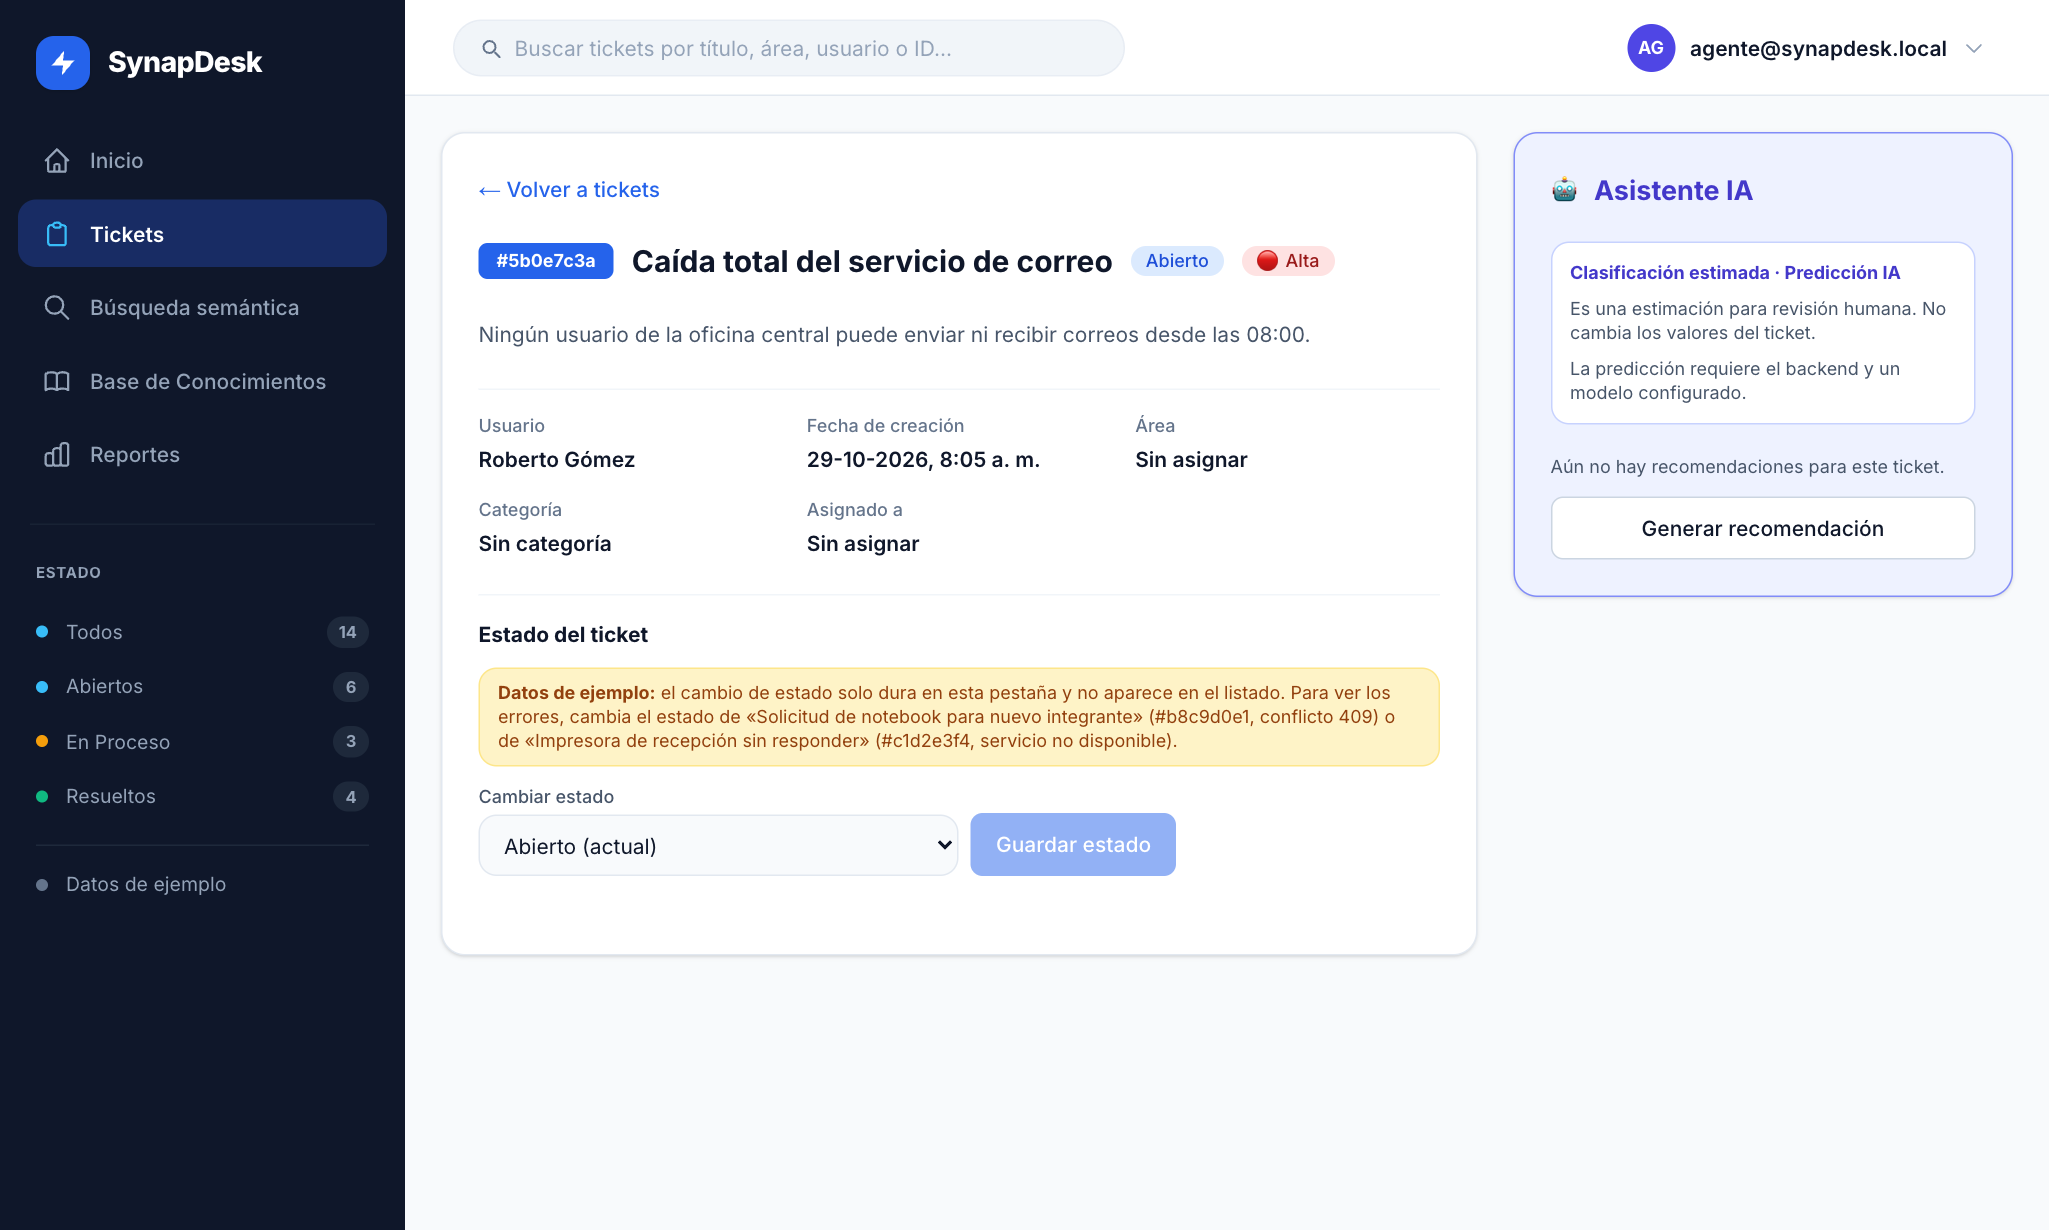 SynapDesk
Inicio
Tickets
Búsqueda semántica
Base de Conocimientos
Reportes
ESTADO
Todos 14
Abiertos 6
En Proceso 3
Resueltos 4
Datos de ejemplo
Buscar tickets por título, área, usuario o ID...
AG agente@synapdesk.local
← Volver a tickets
#5b0e7c3a Caída total del servicio de correo Abierto Alta
Ningún usuario de la oficina central puede enviar ni recibir correos desde las 08:00.
Usuario Fecha de creación Área
Roberto Gómez 29-10-2026, 8:05 a. m. Sin asignar
Categoría Asignado a
Sin categoría Sin asignar
Estado del ticket
Datos de ejemplo: el cambio de estado solo dura en esta pestaña y no aparece en el listado. Para ver los
errores, cambia el estado de «Solicitud de notebook para nuevo integrante» (#b8c9d0e1, conflicto 409) o
de «Impresora de recepción sin responder» (#c1d2e3f4, servicio no disponible).
Cambiar estado
Abierto (actual) Guardar estado
Asistente IA
Clasificación estimada · Predicción IA
Es una estimación para revisión humana. No
cambia los valores del ticket.
La predicción requiere el backend y un
modelo configurado.
Aún no hay recomendaciones para este ticket.
Generar recomendación